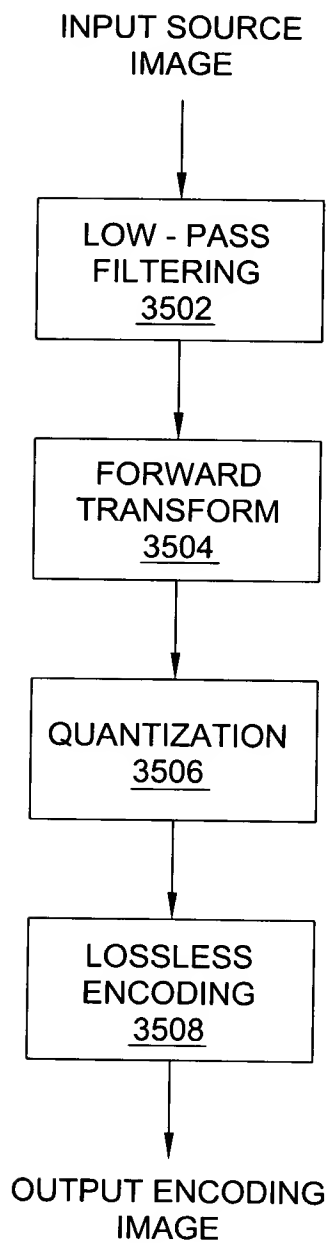 INPUT SOURCE
IMAGE
LOW - PASS
FILTERING
3502
FORWARD
TRANSFORM
3504
QUANTIZATION
3506
LOSSLESS
ENCODING
3508
OUTPUT ENCODING
IMAGE